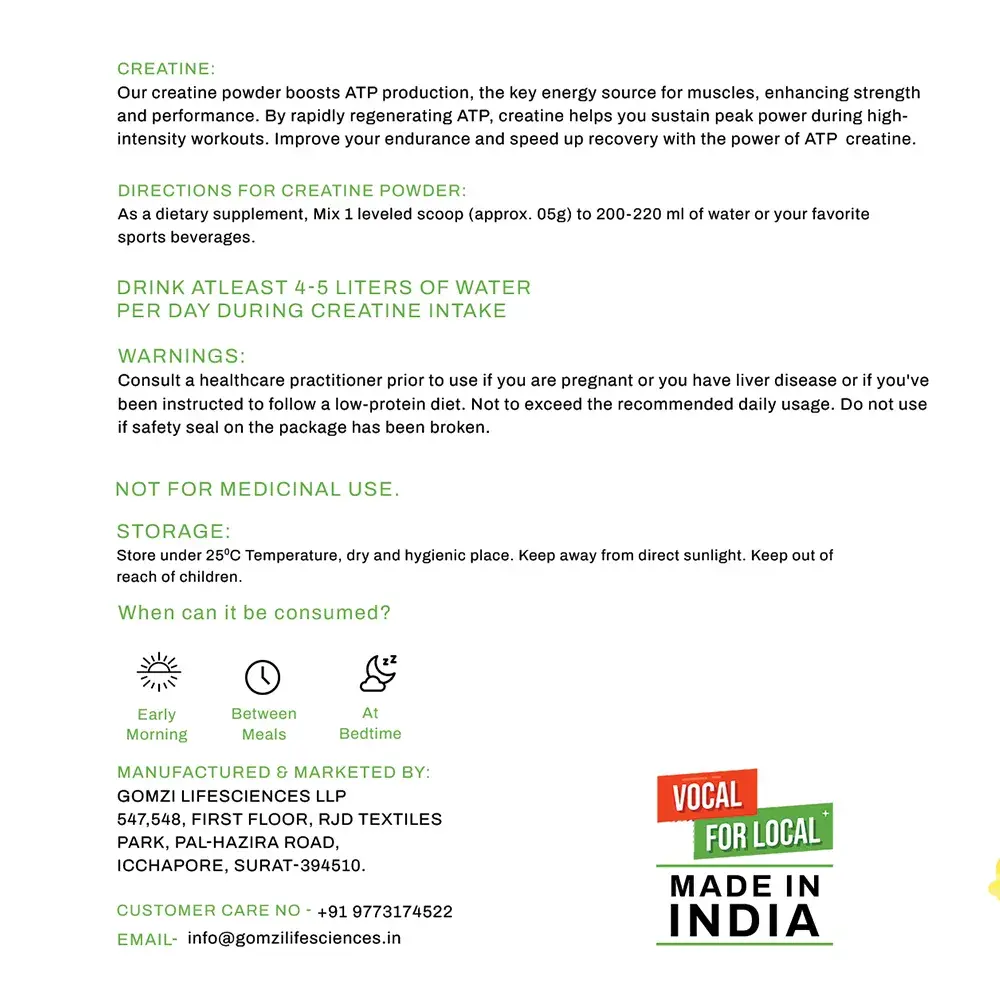 CREATINE:
Our creatine powder boosts ATP production, the key energy source for muscles, enhancing strength
and performance. By rapidly regenerating ATP, creatine helps you sustain peak power during high-
intensity workouts. Improve your endurance and speed up recovery with the power of ATP creatine.
DIRECTIONS FOR CREATINE POWDER:
As a dietary supplement, Mix 1 leveled scoop (approx. 05g) to 200-220 ml of water or your favorite
sports beverages.
DRINK ATLEAST 4-5 LITERS OF WATER
PER DAY DURING CREATINE INTAKE
WARNINGS:
Consult a healthcare practitioner prior to use if you are pregnant or you have liver disease or if you've
been instructed to follow a low-protein diet. Not to exceed the recommended daily usage. Do not use
if safety seal on the package has been broken.
NOT FOR MEDICINAL USE.
STORAGE:
Store under 25⁰C Temperature, dry and hygienic place. Keep away from direct sunlight. Keep out of
reach of children.
When can it be consumed?
zz
Early
Morning
Between
Meals
At
Bedtime
MANUFACTURED & MARKETED BY:
GOMZI LIFESCIENCES LLP
547,548, FIRST FLOOR, RJD TEXTILES
PARK, PAL-HAZIRA ROAD,
ICCHAPORE, SURAT-394510.
CUSTOMER CARE NO - +91 9773174522
EMAIL- info@gomzilifesciences.in
VOCAL
FOR LOCAL+
MADE IN
INDIA